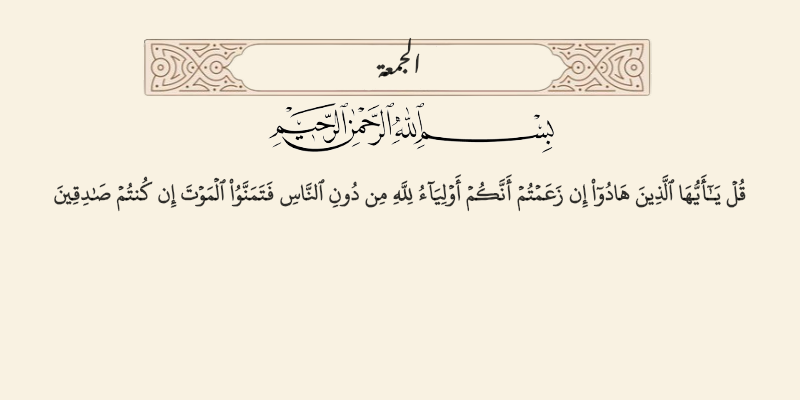 الجمعة
بِسْمِ ٱللَّهِ ٱلرَّحْمَٰنِ ٱلرَّحِيمِ
قُلْ يَـٰٓأَيُّهَا ٱلَّذِينَ هَادُوٓا۟ إِن زَعَمْتُمْ أَنَّكُمْ أَوْلِيَآءُ لِلَّهِ مِن دُونِ ٱلنَّاسِ فَتَمَنَّوُا۟ ٱلْمَوْتَ إِن كُنتُمْ صَـٰدِقِينَ